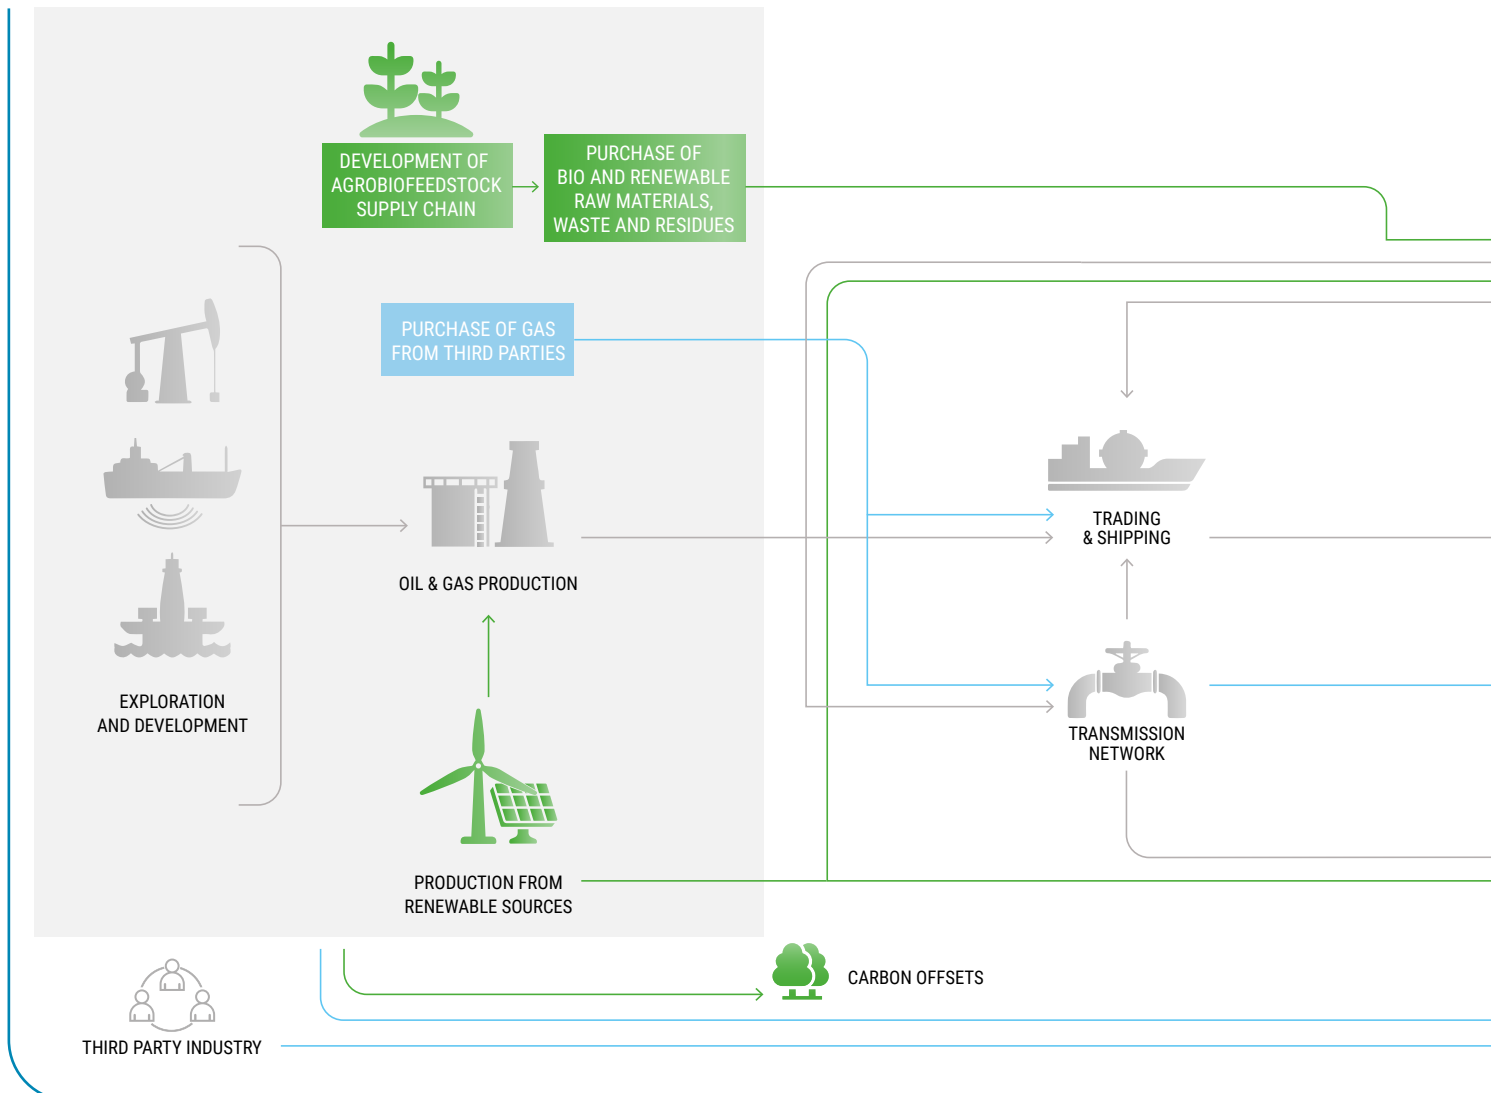 DEVELOPMENT OF
AGROBIOFEEDSTOCK
SUPPLY CHAIN
PURCHASE OF
BIO AND RENEWABLE
RAW MATERIALS,
WASTE AND RESIDUES
PURCHASE OF GAS
FROM THIRD PARTIES
TRADING
& SHIPPING
OIL & GAS PRODUCTION
EXPLORATION
AND DEVELOPMENT
TRANSMISSION
NETWORK
PRODUCTION FROM
RENEWABLE SOURCES
CARBON OFFSETS
THIRD PARTY INDUSTRY